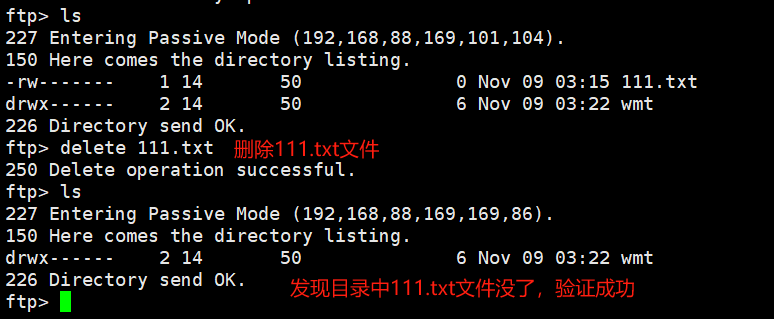 ftp> ls
227 Entering Passive Mode (192,168,88,169,101,104).
150 Here comes the directory listing.
-rw-------    1 14       50              0 Nov 09 03:15 111.txt
drwx------    2 14       50              6 Nov 09 03:22 wmt
226 Directory send OK.
ftp> delete 111.txt  删除111.txt文件
250 Delete operation successful.
ftp> ls
227 Entering Passive Mode (192,168,88,169,169,86).
150 Here comes the directory listing.
drwx------    2 14       50              6 Nov 09 03:22 wmt
226 Directory send OK.
发现目录中111.txt文件没了，验证成功
ftp>